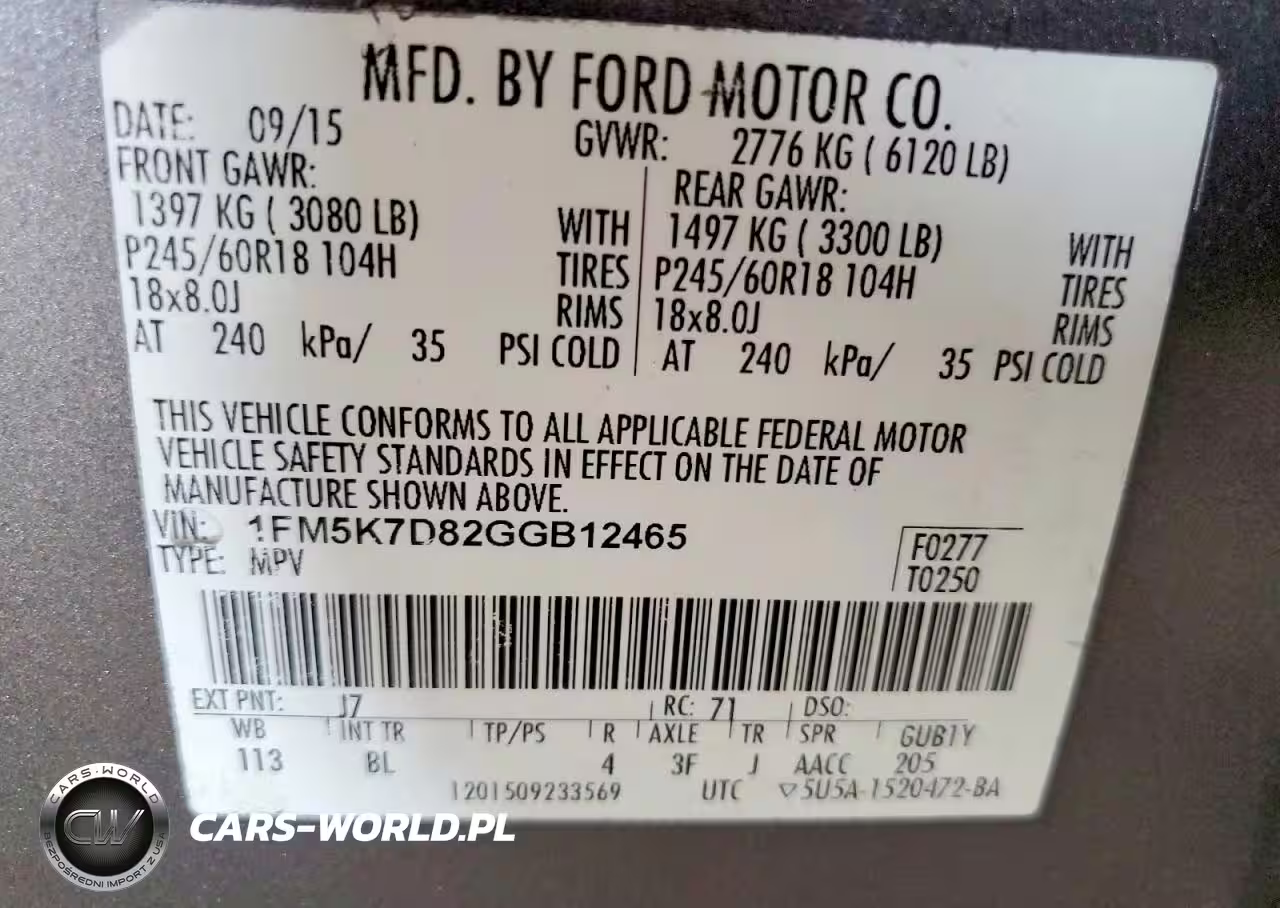 MFD. BY FORD MOTOR CO.
DATE: 09/15 GVWR: 2776 KG ( 6120 LB)
FRONT GAWR: REAR GAWR:
1397 KG ( 3080 LB) WITH 1497 KG ( 3300 LB) WITH
P245/60R18 104H TIRES P245/60R18 104H TIRES
18x8.0J RIMS 18x8.0J RIMS
AT 240 kPa/ 35 PSI COLD AT 240 kPa/ 35 PSI COLD
THIS VEHICLE CONFORMS TO ALL APPLICABLE FEDERAL MOTOR
VEHICLE SAFETY STANDARDS IN EFFECT ON THE DATE OF
MANUFACTURE SHOWN ABOVE.
VIN: 1FM5K7D82GGB12465
TYPE: MPV
F0277
T0250
EXT PNT: J7 RC: 71 DSO:
WB INT TR TP/PS R AXLE TR SPR GUB1Y
113 BL 4 3F J AACC 205
1201509233569 UTC ▽5U5A-1520472-BA
CARS-WORLD
CW
BEZPOŚREDNI IMPORT Z USA
CARS-WORLD.PL